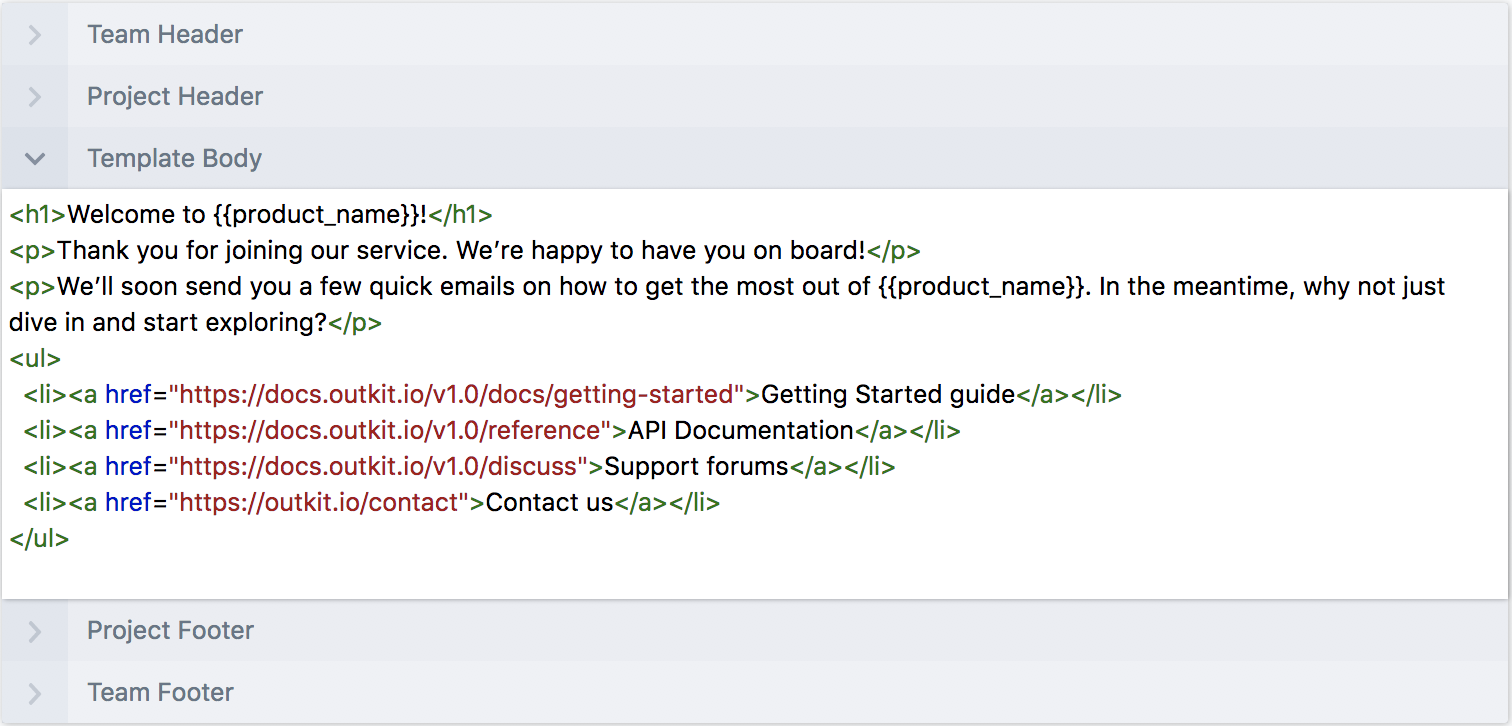 Team Header
Project Header
Template Body
<h1>Welcome to {{product_name}}!</h1>
<p>Thank you for joining our service. We’re happy to have you on board!</p>
<p>We’ll soon send you a few quick emails on how to get the most out of {{product_name}}. In the meantime, why not just
dive in and start exploring?</p>
<ul>
  <li><a href="https://docs.outkit.io/v1.0/docs/getting-started">Getting Started guide</a></li>
  <li><a href="https://docs.outkit.io/v1.0/reference">API Documentation</a></li>
  <li><a href="https://docs.outkit.io/v1.0/discuss">Support forums</a></li>
  <li><a href="https://outkit.io/contact">Contact us</a></li>
</ul>
Project Footer
Team Footer